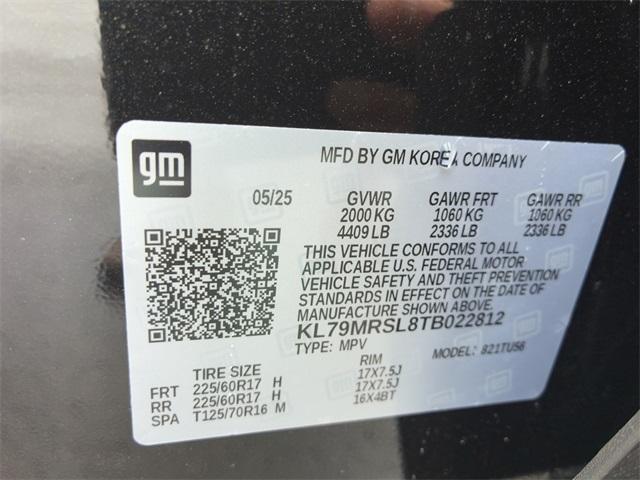 gm
MFD BY GM KOREA COMPANY
05/25 GVWR GAWR FRT GAWR RR
2000 KG 1060 KG 1060 KG
4409 LB 2336 LB 2336 LB
THIS VEHICLE CONFORMS TO ALL
APPLICABLE U.S. FEDERAL MOTOR
VEHICLE SAFETY AND THEFT PREVENTION
STANDARDS IN EFFECT ON THE DATE OF
MANUFACTURE SHOWN ABOVE.
KL79MRSL8TB022812
TYPE: MPV MODEL: 821TU56
TIRE SIZE RIM
FRT 225/60R17 H 17X7.5J
RR 225/60R17 H 17X7.5J
SPA T125/70R16 M 16X4BT